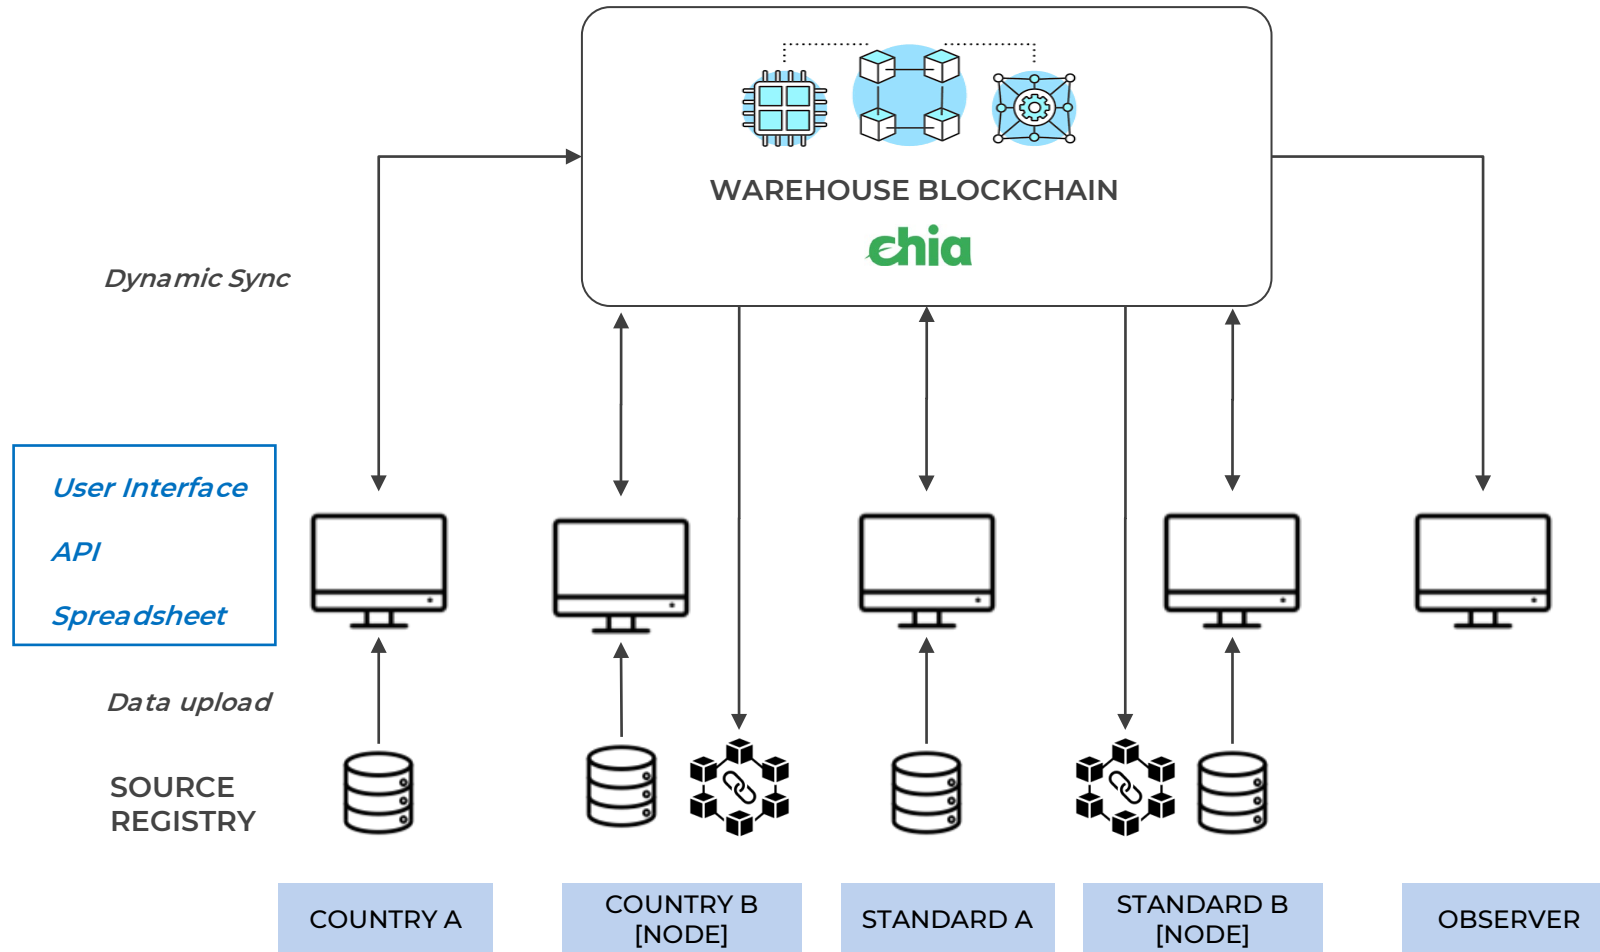 WAREHOUSE BLOCKCHAIN
chia
Dynamic Sync
User Interface
API
Spreadsheet
Data upload
SOURCE
REGISTRY
COUNTRY A
COUNTRY B
[NODE]
STANDARD A
STANDARD B
[NODE]
OBSERVER